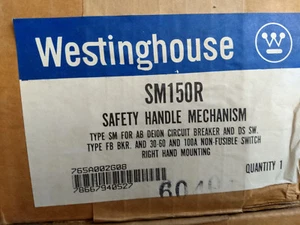 Westinghouse
SM150R
SAFETY HANDLE MECHANISM
TYPE SM FOR AB DEION CIRCUIT BREAKER AND DS SW.
TYPE FB BKR. AND 30-60 AND 100A NON-FUSIBLE SWITCH
RIGHT HAND MOUNTING
765A002G08
QUANTITY 1
78667940527